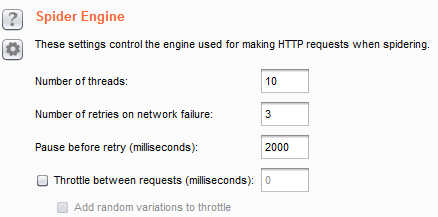 Spider Engine
These settings control the engine used for making HTTP requests when spidering.
Number of threads: 10
Number of retries on network failure: 3
Pause before retry (milliseconds): 2000
Throttle between requests (milliseconds): 0
Add random variations to throttle